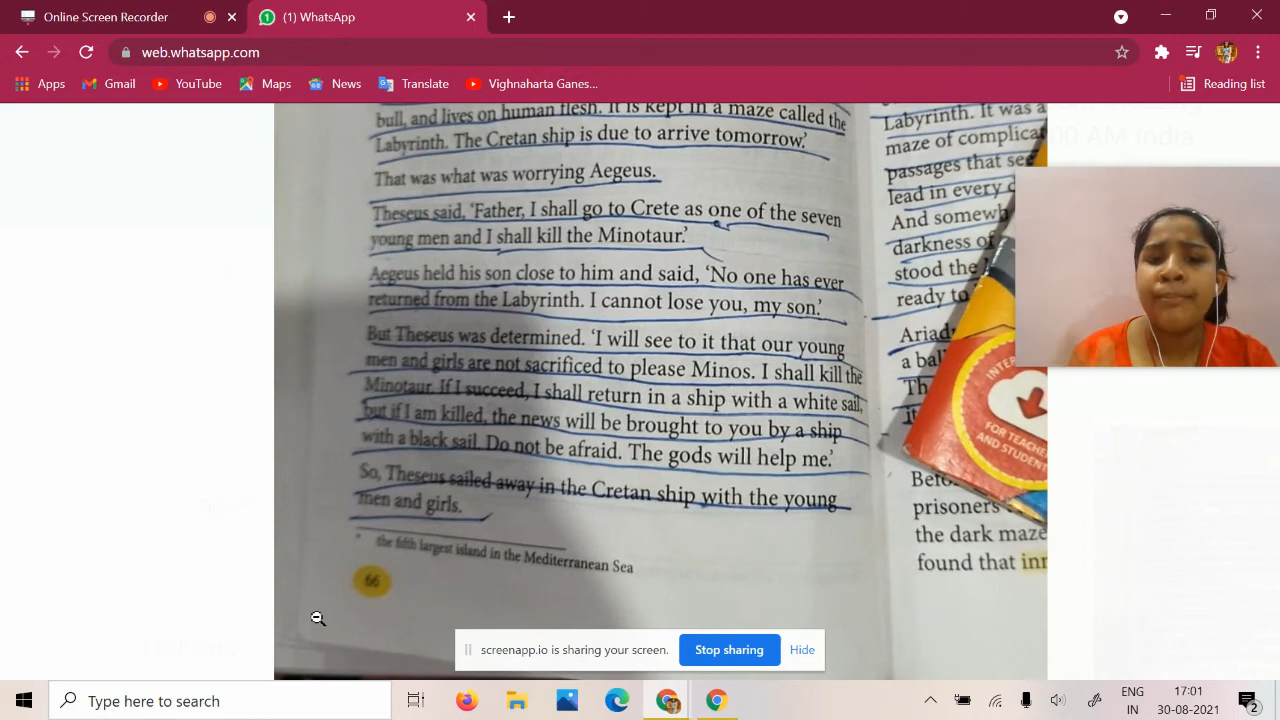 Online Screen Recorder
(1) WhatsApp
web.whatsapp.com
Apps
Gmail
YouTube
Maps
News
Translate
Vighnaharta Ganes...
Reading list
bull, and lives on human flesh. It is kept in a maze called the
Labyrinth. The Cretan ship is due to arrive tomorrow.'
That was what was worrying Aegeus.
Theseus said, 'Father, I shall go to Crete as one of the seven
young men and I shall kill the Minotaur.'
Aegeus held his son close to him and said, 'No one has ever
returned from the Labyrinth. I cannot lose you, my son.'
But Theseus was determined. 'I will see to it that our young
men and girls are not sacrificed to please Minos. I shall kill the
Minotaur. If I succeed, I shall return in a ship with a white sail,
but if I am killed, the news will be brought to you by a ship
with a black sail. Do not be afraid. The gods will help me.'
So, Theseus sailed away in the Cretan ship with the young
men and girls.
* the fifth largest island in the Mediterranean Sea
66
Labyrinth. It was a
maze of complicat
passages that see
lead in every
And somewh
darkness of
stood the
ready to
Ariad
a bal
Th
it
FOR TEACHE
AND STUDENT
Befo
prisoners
the dark maze
found that inn
00 AM India
screenapp.io is sharing your screen.
Stop sharing
Hide
Type here to search
ENG
IN
17:01
30-08-2021
2